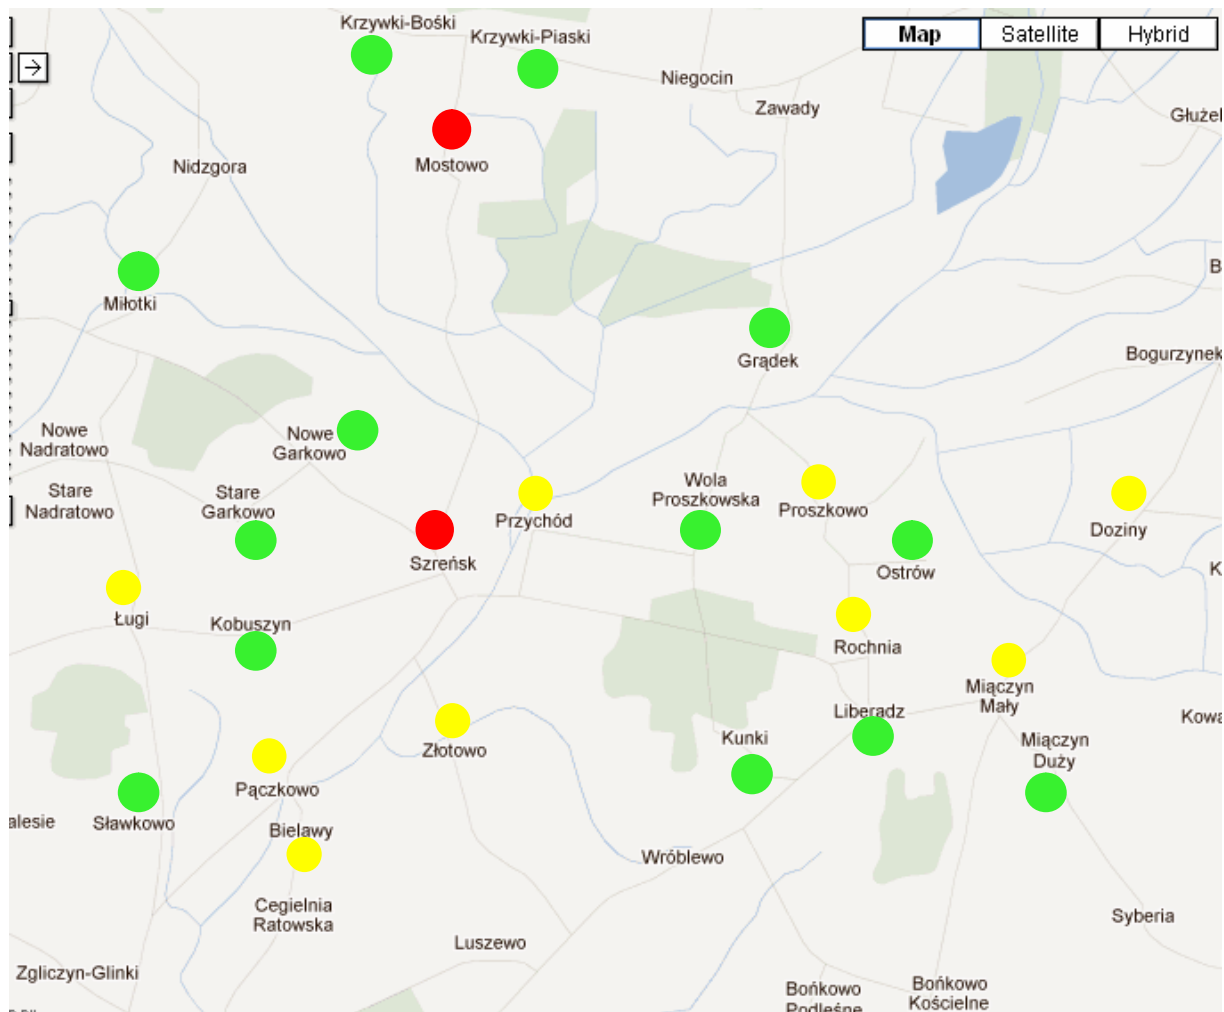 Krzywki-Bośki
Krzywki-Piaski
Map
Satellite
Hybrid
Niegocin
Zawady
Głużel
Nidzgora
Mostowo
B
Miłotki
Grądek
Bogurzynek
Nowe
Nadratowo
Nowe
Garkowo
Stare
Nadratowo
Stare
Garkowo
Przychód
Wola
Proszkowska
Proszkowo
Doziny
Szreńsk
Ostrów
K
Ługi
Kobuszyn
Rochnia
Miączyn
Mały
Liberadz
Kowa
Złotowo
Kunki
Miączyn
Duży
Pączkowo
alesie
Sławkowo
Bielawy
Wróblewo
Cegielnia
Ratowska
Syberia
Luszewo
Zgliczyn-Glinki
Bońkowo
Podleśne
Bońkowo
Kościelne